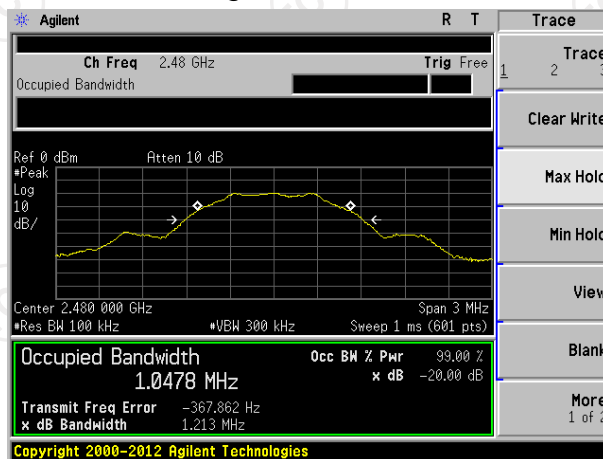 Agilent R T Trace
Ch Freq 2.48 GHz Trig Free
Occupied Bandwidth
Trace
1 2 3
Clear Write
Ref 0 dBm Atten 10 dB
#Peak
Log
10
dB/
Max Hold
Min Hold
View
Center 2.480 000 GHz Span 3 MHz
#Res BW 100 kHz #VBW 300 kHz Sweep 1 ms (601 pts)
Occupied Bandwidth Occ BW % Pwr 99.00 %
1.0478 MHz x dB -20.00 dB
Blank
Transmit Freq Error -367.862 Hz
x dB Bandwidth 1.213 MHz
More
1 of 2
Copyright 2000-2012 Agilent Technologies